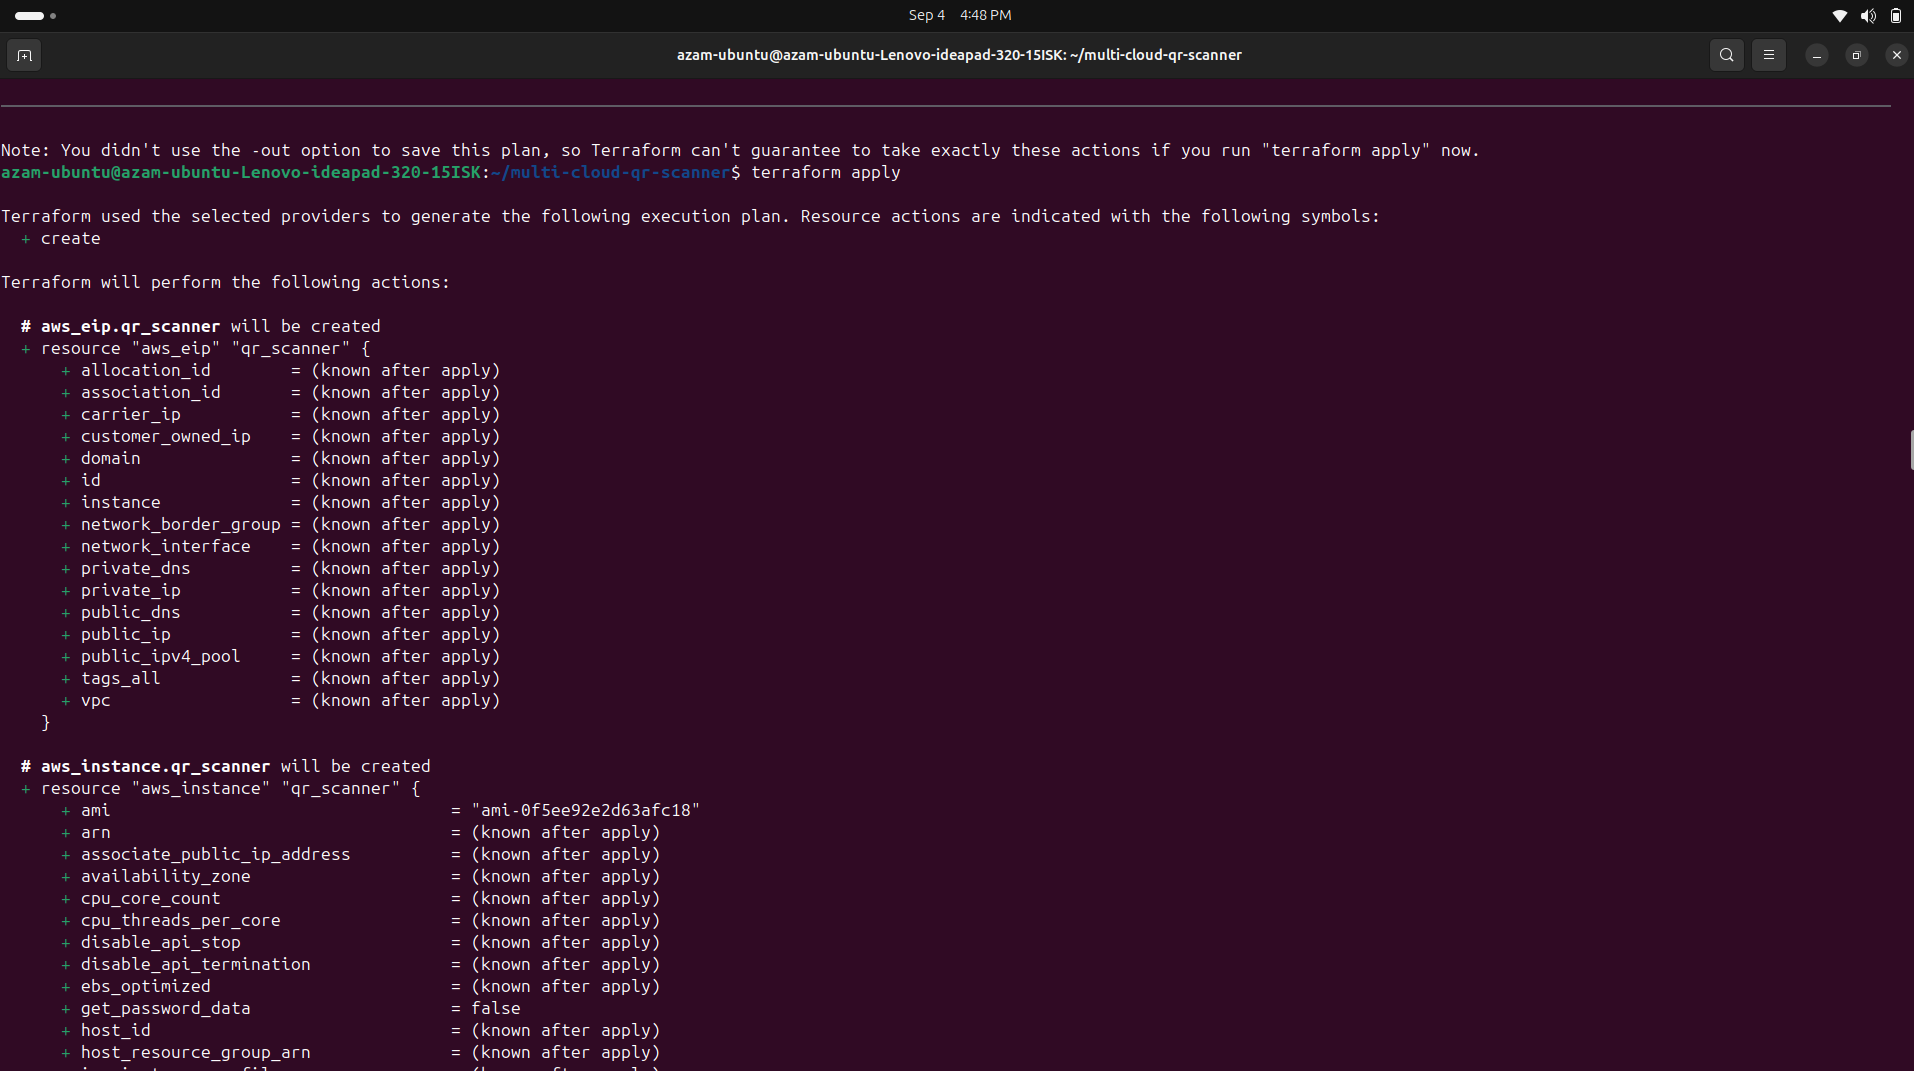 Sep 4 4:48 PM
azam-ubuntu@azam-ubuntu-Lenovo-ideapad-320-15ISK: ~/multi-cloud-qr-scanner
Note: You didn't use the -out option to save this plan, so Terraform can't guarantee to take exactly these actions if you run "terraform apply" now.
azam-ubuntu@azam-ubuntu-Lenovo-ideapad-320-15ISK:~/multi-cloud-qr-scanner$ terraform apply
Terraform used the selected providers to generate the following execution plan. Resource actions are indicated with the following symbols:
  + create
Terraform will perform the following actions:
  # aws_eip.qr_scanner will be created
  + resource "aws_eip" "qr_scanner" {
      + allocation_id        = (known after apply)
      + association_id       = (known after apply)
      + carrier_ip           = (known after apply)
      + customer_owned_ip    = (known after apply)
      + domain               = (known after apply)
      + id                   = (known after apply)
      + instance             = (known after apply)
      + network_border_group = (known after apply)
      + network_interface    = (known after apply)
      + private_dns          = (known after apply)
      + private_ip           = (known after apply)
      + public_dns           = (known after apply)
      + public_ip            = (known after apply)
      + public_ipv4_pool     = (known after apply)
      + tags_all             = (known after apply)
      + vpc                  = (known after apply)
    }
  # aws_instance.qr_scanner will be created
  + resource "aws_instance" "qr_scanner" {
      + ami                                  = "ami-0f5ee92e2d63afc18"
      + arn                                  = (known after apply)
      + associate_public_ip_address          = (known after apply)
      + availability_zone                    = (known after apply)
      + cpu_core_count                       = (known after apply)
      + cpu_threads_per_core                 = (known after apply)
      + disable_api_stop                     = (known after apply)
      + disable_api_termination              = (known after apply)
      + ebs_optimized                        = (known after apply)
      + get_password_data                    = false
      + host_id                              = (known after apply)
      + host_resource_group_arn              = (known after apply)